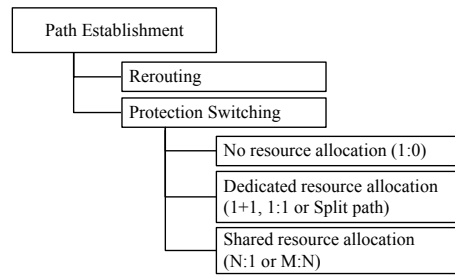 Path Establishment
Rerouting
Protection Switching
No resource allocation (1:0)
Dedicated resource allocation
(1+1, 1:1 or Split path)
Shared resource allocation
(N:1 or M:N)